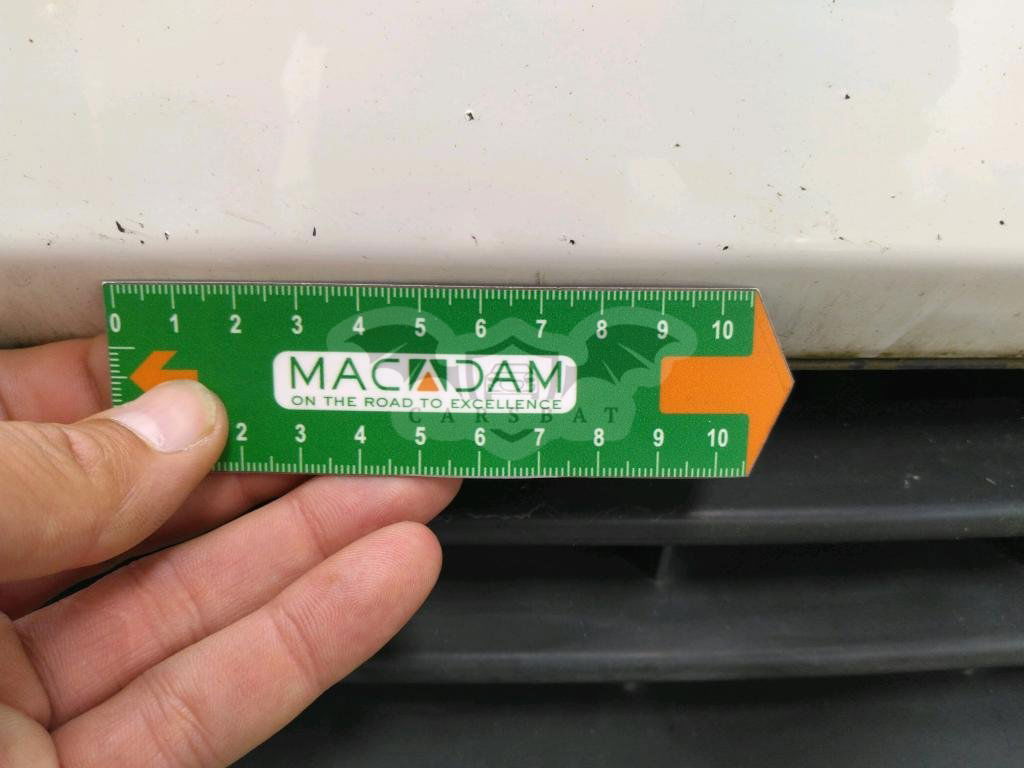 0 1 2 3 4 5 6 7 8 9 10
MACADAM
ON THE ROAD TO EXCELLENCE
CARSBAT
2 3 4 5 6 7 8 9 10